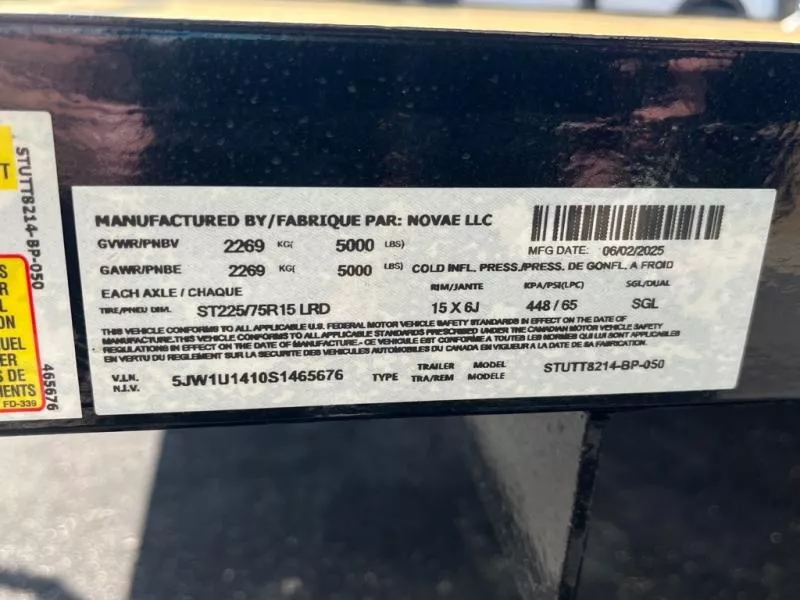 MANUFACTURED BY/FABRIQUE PAR: NOVAE LLC
GVWR/PNBV 2269 KG( 5000 LBS)
MFG DATE: 06/02/2025
GAWR/PNBE 2269 KG( 5000 LBS) COLD INFL. PRESS./PRESS. DE GONFL. A FROID
EACH AXLE / CHAQUE RIM/JANTE KPA/PSI(LPC) SGL/DUAL
TIRE/PNEU DIM. ST225/75R15 LRD 15 X 6J 448 / 65 SGL
THIS VEHICLE CONFORMS TO ALL APPLICABLE U.S. FEDERAL MOTOR VEHICLE SAFETY STANDARDS IN EFFECT ON THE DATE OF
MANUFACTURE.THIS VEHICLE CONFORMS TO ALL APPLICABLE STANDARDS PRESCRIBED UNDER THE CANADIAN MOTOR VEHICLE SAFETY
REGULATIONS IN EFFECT ON THE DATE OF MANUFACTURE.- CE VEHICULE EST CONFORME A TOUTES LES NORMES QUI LUI SONT APPLICABLES
EN VERTU DU REGLEMENT SUR LA SECURITE DES VEHICULES AUTOMOBILES DU CANADA EN VIGUEUR A LA DATE DE SA FABRICATION
V.I.N. 5JW1U1410S1465676 TYPE TRAILER MODEL STUTT8214-BP-050
N.I.V. TRA/REM MODELE
T
STUTT8214-BP-050
465676
S
R
L
ON
UEL
ER
S DE
MENTS
FD-339